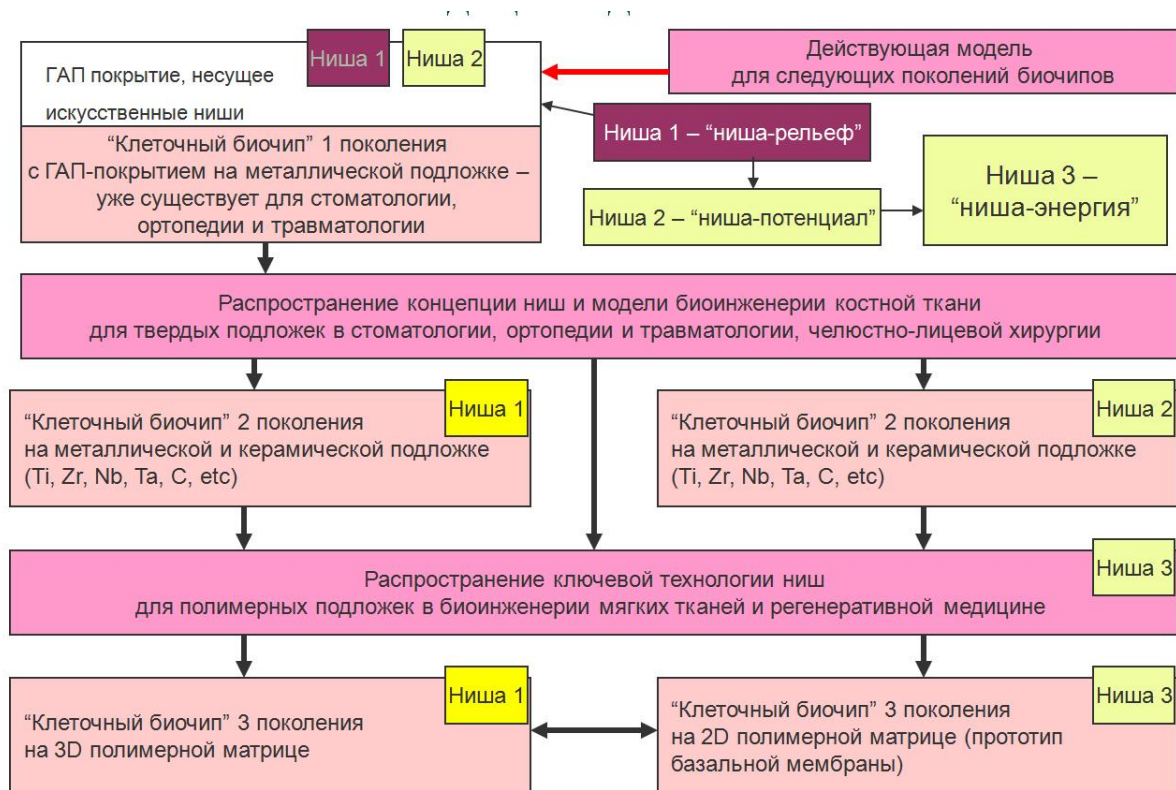 Ниша 1
Ниша 2
ГАП покрытие, несущее
искусственные ниши
Действующая модель
для следующих поколений биочипов
“Клеточный биочип” 1 поколения
с ГАП-покрытием на металлической подложке –
уже существует для стоматологии,
ортопедии и травматологии
Ниша 1 – “ниша-рельеф”
Ниша 2 – “ниша-потенциал”
Ниша 3 –
“ниша-энергия”
Распространение концепции ниш и модели биоинженерии костной ткани
для твердых подложек в стоматологии, ортопедии и травматологии, челюстно-лицевой хирургии
Ниша 1
“Клеточный биочип” 2 поколения
на металлической и керамической подложке
(Ti, Zr, Nb, Ta, C, etc)
Ниша 2
“Клеточный биочип” 2 поколения
на металлической и керамической подложке
(Ti, Zr, Nb, Ta, C, etc)
Ниша 3
Распространение ключевой технологии ниш
для полимерных подложек в биоинженерии мягких тканей и регенеративной медицине
Ниша 1
“Клеточный биочип” 3 поколения
на 3D полимерной матрице
Ниша 3
“Клеточный биочип” 3 поколения
на 2D полимерной матрице (прототип
базальной мембраны)